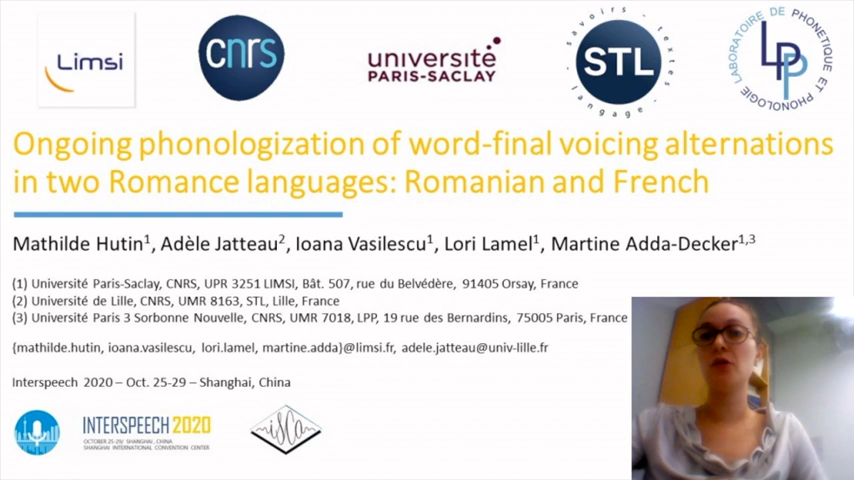 Limsi
cnrs
université
PARIS-SACLAY
savoirs · textes · langage
STL
LABORATOIRE DE PHONETIQUE ET PHONOLOGIE
LPP
Ongoing phonologization of word-final voicing alternations
in two Romance languages: Romanian and French
Mathilde Hutin1, Adèle Jatteau2, Ioana Vasilescu1, Lori Lamel1, Martine Adda-Decker1,3
(1) Université Paris-Saclay, CNRS, UPR 3251 LIMSI, Bât. 507, rue du Belvédère, 91405 Orsay, France
(2) Université de Lille, CNRS, UMR 8163, STL, Lille, France
(3) Université Paris 3 Sorbonne Nouvelle, CNRS, UMR 7018, LPP, 19 rue des Bernardins, 75005 Paris, France
{mathilde.hutin, ioana.vasilescu, lori.lamel, martine.adda}@limsi.fr, adele.jatteau@univ-lille.fr
Interspeech 2020 – Oct. 25-29 – Shanghai, China
INTERSPEECH 2020
OCTOBER 25-29/ SHANGHAI, CHINA
SHANGHAI INTERNATIONAL CONVENTION CENTER
isca